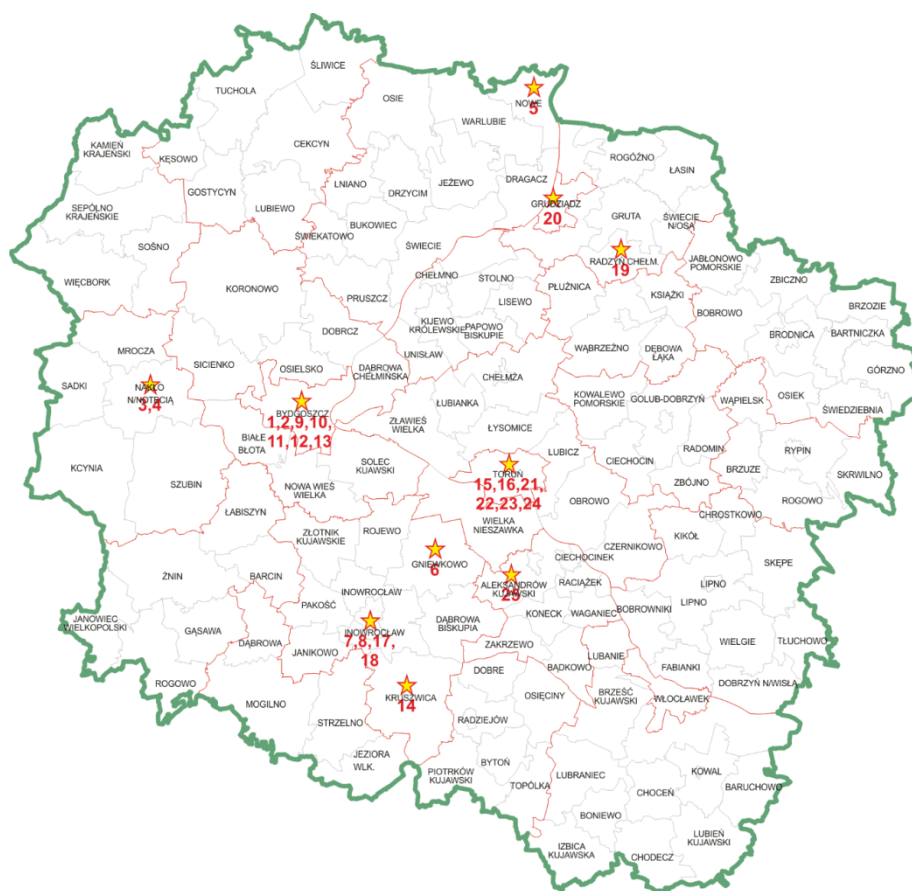 ŚLIWICE
TUCHOLA
OSIE
NOWE
5
WARLUBIE
KAMIEŃ
KRAJEŃSKI
KĘSOWO
CEKCYN
ROGÓŹNO
ŁASIN
GOSTYCYN
LUBIEWO
LNIANO
DRZYCIM
JEŻEWO
DRAGACZ
GRUDZIĄDZ
20
GRUTA
ŚWIECIE
N/OSĄ
SEPÓLNO
KRAJEŃSKIE
SOŚNO
BUKOWIEC
ŚWIEKATOWO
ŚWIECIE
RADZYŃ CHEŁM.
19
JABŁONOWO
POMORSKIE
ZBICZNO
WIĘCBORK
KORONOWO
PRUSZCZ
CHEŁMNO
STOLNO
LISEWO
PŁUŻNICA
KSIĄŻKI
BOBROWO
BRZOZIE
BRODNICA
BARTNICZKA
DOBRCZ
KIJEWO
KRÓLEWSKIE
PAPOWO
BISKUPIE
UNISŁAW
WĄBRZEŹNO
DĘBOWA
ŁĄKA
GÓRZNO
MROCZA
SICIENKO
OSIELSKO
DĄBROWA
CHEŁMIŃSKA
CHEŁMŻA
SADKI
NAKŁO
N/NOTECIĄ
3,4
ŁUBIANKA
KOWALEWO
POMORSKIE
GOLUB-DOBRZYŃ
WĄPIELSK
OSIEK
ŚWIEDZIEBNIA
BYDGOSZCZ
1,2,9,10,
11,12,13
ZŁAWIEŚ
WIELKA
ŁYSOMICE
BIAŁE
BŁOTA
KCYNIA
SZUBIN
SOLEC
KUJAWSKI
NOWA WIEŚ
WIELKA
TORUŃ
15,16,21,
22,23,24
LUBICZ
CIECHOCIN
RADOMIN
ZBÓJNO
BRZUZE
RYPIN
SKRWILNO
ROGOWO
OBROWO
WIELKA
NIESZAWKA
ŁABISZYN
ZŁOTNIK
KUJAWSKIE
ROJEWO
GNIEWKOWO
6
CHROSTKOWO
CZERNIKOWO
KIKÓŁ
SKĘPE
CIECHOCINEK
ALEKSANDRÓW
KUJAWSKI
25
RACIĄŻEK
ŻNIN
BARCIN
PAKOŚĆ
INOWROCŁAW
LIPNO
LIPNO
KONECK
WAGANIEC
BOBROWNIKI
JANOWIEC
WIELKOPOLSKI
GĄSAWA
DĄBROWA
JANIKOWO
INOWROCŁAW
7,8,17,
18
DĄBROWA
BISKUPIA
ZAKRZEWO
WIELGIE
TŁUCHOWO
LUBANIE
BĄDKOWO
FABIANKI
ROGOWO
DOBRE
DOBRZYŃ N/WISŁĄ
KRUSZWICA
14
OSIĘCINY
BRZEŚĆ
KUJAWSKI
WŁOCŁAWEK
MOGILNO
STRZELNO
RADZIEJÓW
JEZIORA
WLK.
PIOTRKÓW
KUJAWSKI
BYTOŃ
TOPÓLKA
LUBRANIEC
KOWAL
BARUCHOWO
CHOCEŃ
BONIEWO
LUBIEŃ
KUJAWSKI
IZBICA
KUJAWSKA
CHODECZ